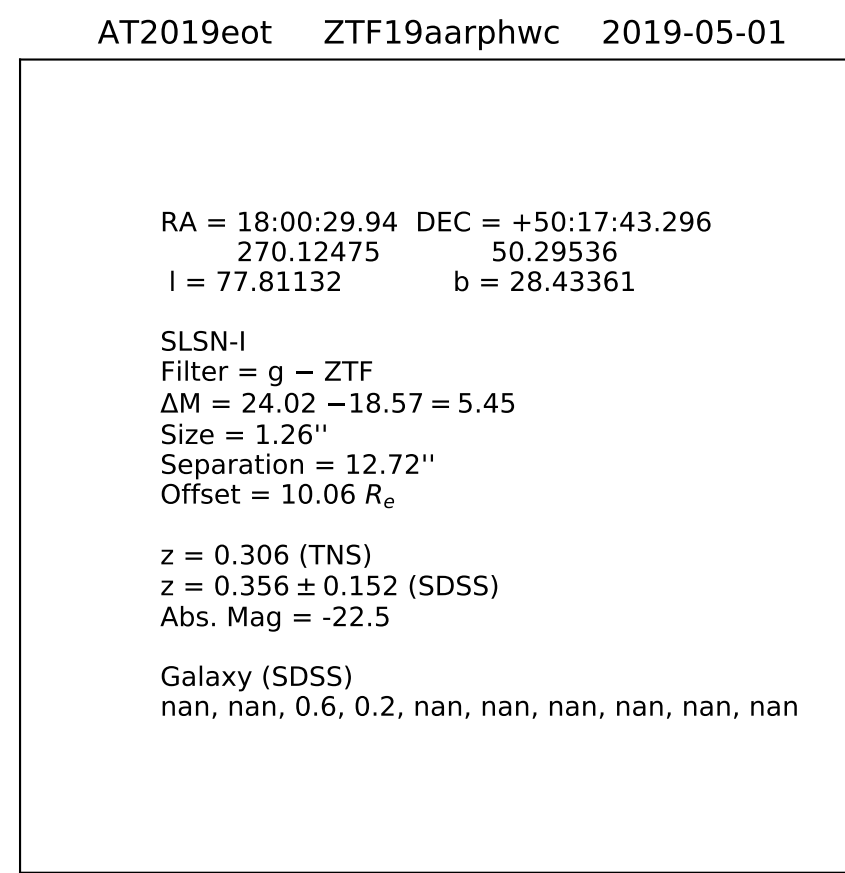 AT2019eot ZTF19aarphwc 2019-05-01
RA = 18:00:29.94 DEC = +50:17:43.296
270.12475 50.29536
l = 77.81132 b = 28.43361
SLSN-I
Filter = g − ZTF
ΔM = 24.02 −18.57 = 5.45
Size = 1.26''
Separation = 12.72''
Offset = 10.06 Rₑ
z = 0.306 (TNS)
z = 0.356 ± 0.152 (SDSS)
Abs. Mag = -22.5
Galaxy (SDSS)
nan, nan, 0.6, 0.2, nan, nan, nan, nan, nan, nan